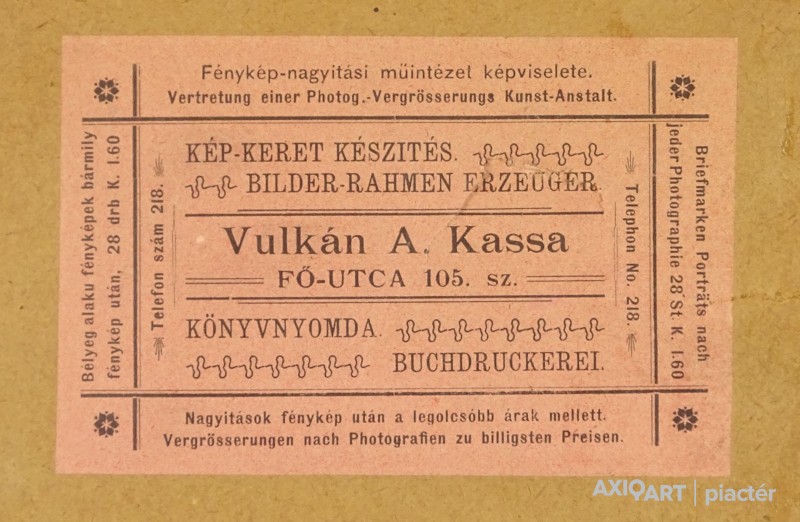 Fénykép-nagyitási müintézet képviselete.
Vertretung einer Photog.-Vergrösserungs Kunst-Anstalt.
Bélyeg alaku fényképek bármily
fénykép után, 28 drb K. 1.60
Telefon szám 218.
KÉP-KERET KÉSZITÉS.
BILDER-RAHMEN ERZEUGER.
Vulkán A. Kassa
FŐ-UTCA 105. sz.
KÖNYVNYOMDA.
BUCHDRUCKEREI.
Telephon No. 218.
Briefmarken Porträts nach
jeder Photographie 28 St. K. 1.60
Nagyitások fénykép után a legolcsóbb árak mellett.
Vergrösserungen nach Photografien zu billigsten Preisen.
AXIOART | piactér